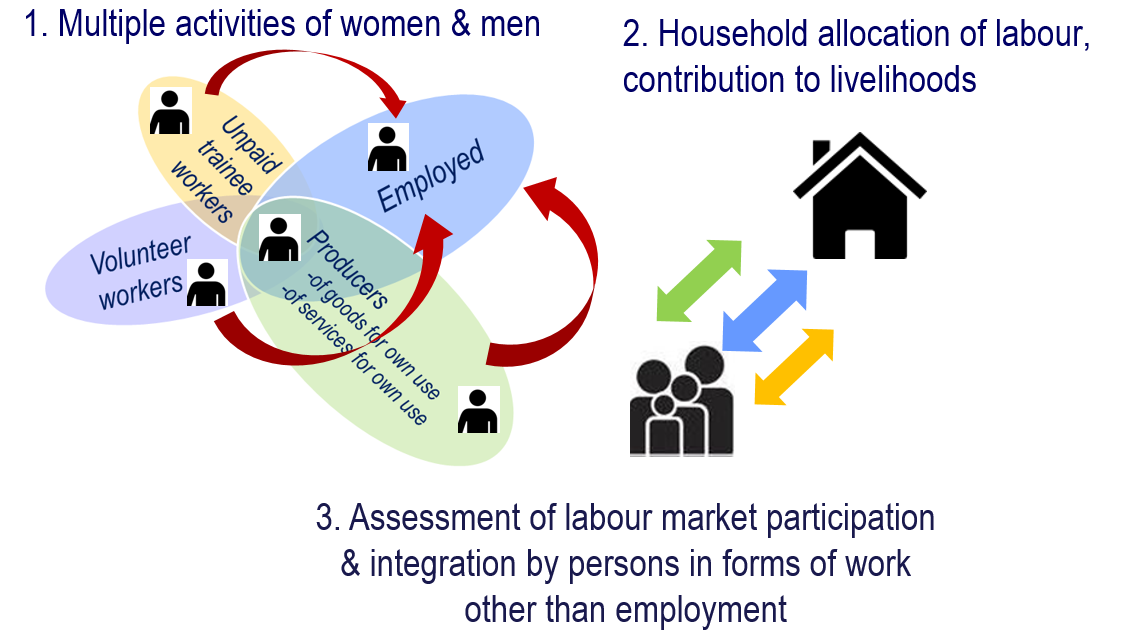 1. Multiple activities of women & men
2. Household allocation of labour,
contribution to livelihoods
Unpaid
trainee
workers
Employed
Volunteer
workers
Producers
-of goods for own use
-of services for own use
3. Assessment of labour market participation
& integration by persons in forms of work
other than employment